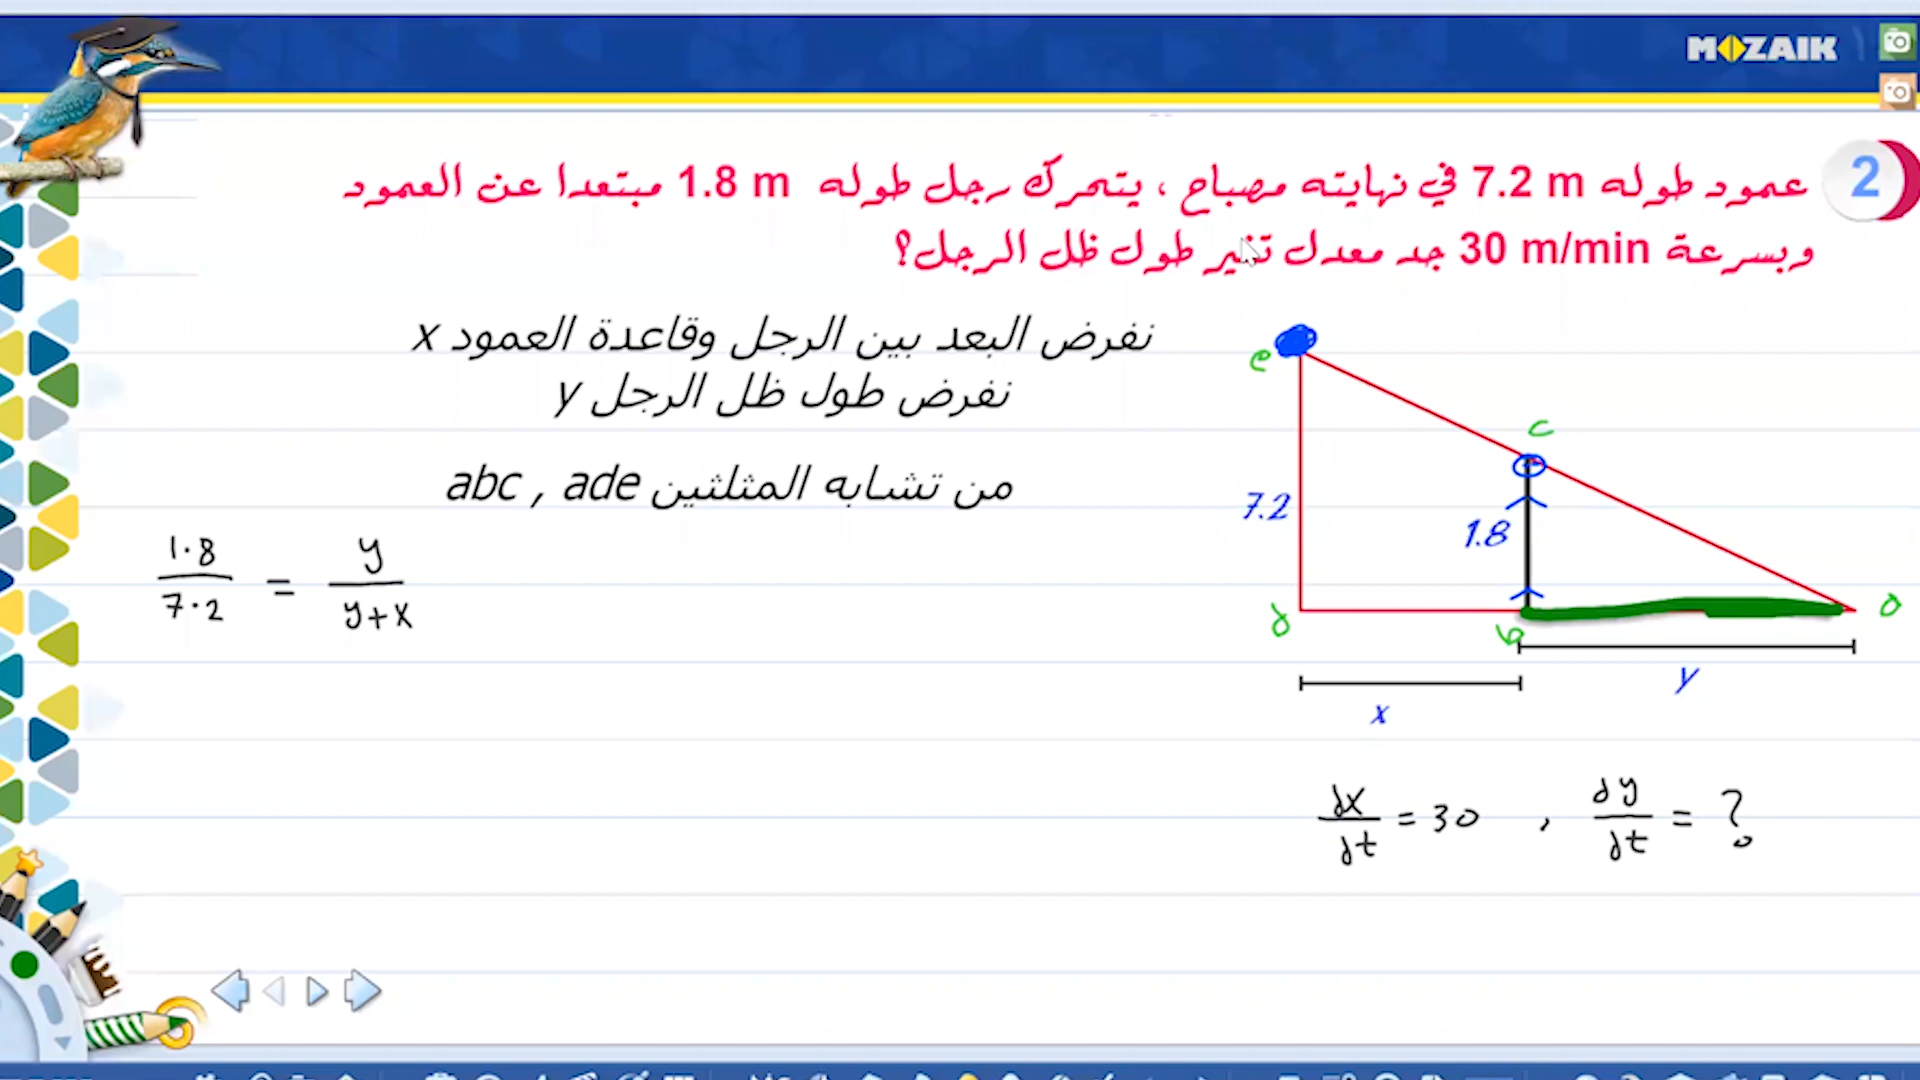 MOZAIK
2
عمود طوله 7.2 m في نهايته مصباح ، يتحرك رجل طوله 1.8 m مبتعدا عن العمود
وبسرعة 30 m/min جد معدل تغير طول ظل الرجل؟
نفرض البعد بين الرجل وقاعدة العمود x
نفرض طول ظل الرجل y
من تشابه المثلثين abc , ade
1.8/7.2 = y/y+x
e
c
7.2
1.8
d
b
a
y
x
dx/dt = 30 , dy/dt = ?